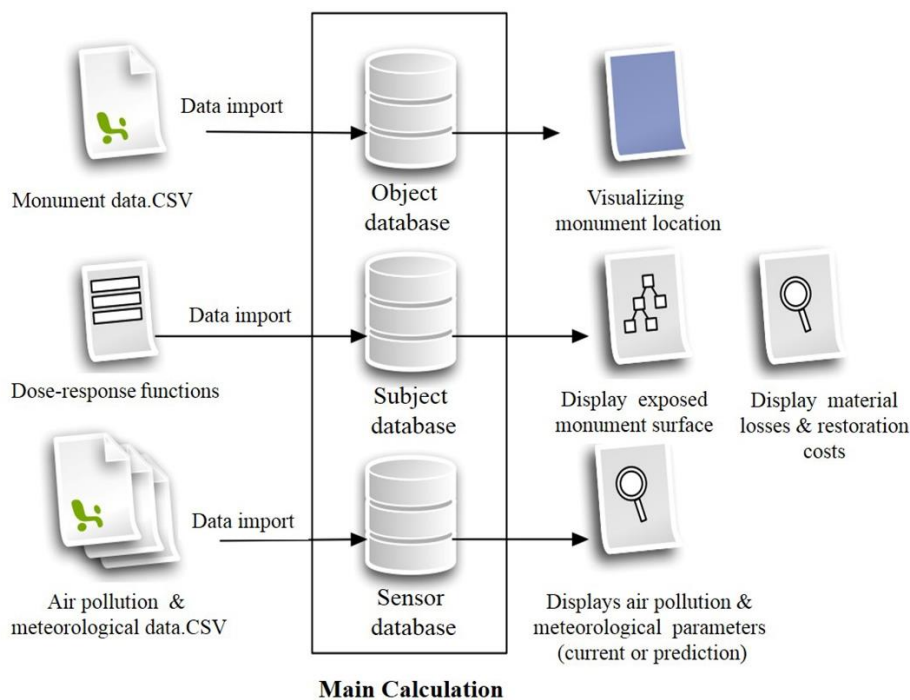 Data import
Monument data.CSV
Object
database
Visualizing
monument location
Data import
Dose-response functions
Subject
database
Display exposed
monument surface
Display material
losses & restoration
costs
Data import
Air pollution &
meteorological data.CSV
Sensor
database
Displays air pollution &
meteorological parameters
(current or prediction)
Main Calculation